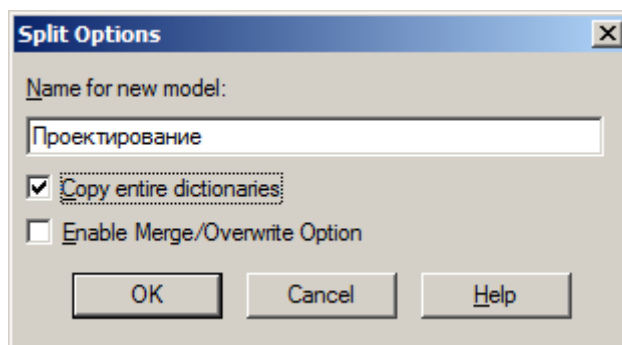 Split Options
Name for new model:
Проектирование
Copy entire dictionaries
Enable Merge/Overwrite Option
OK Cancel Help